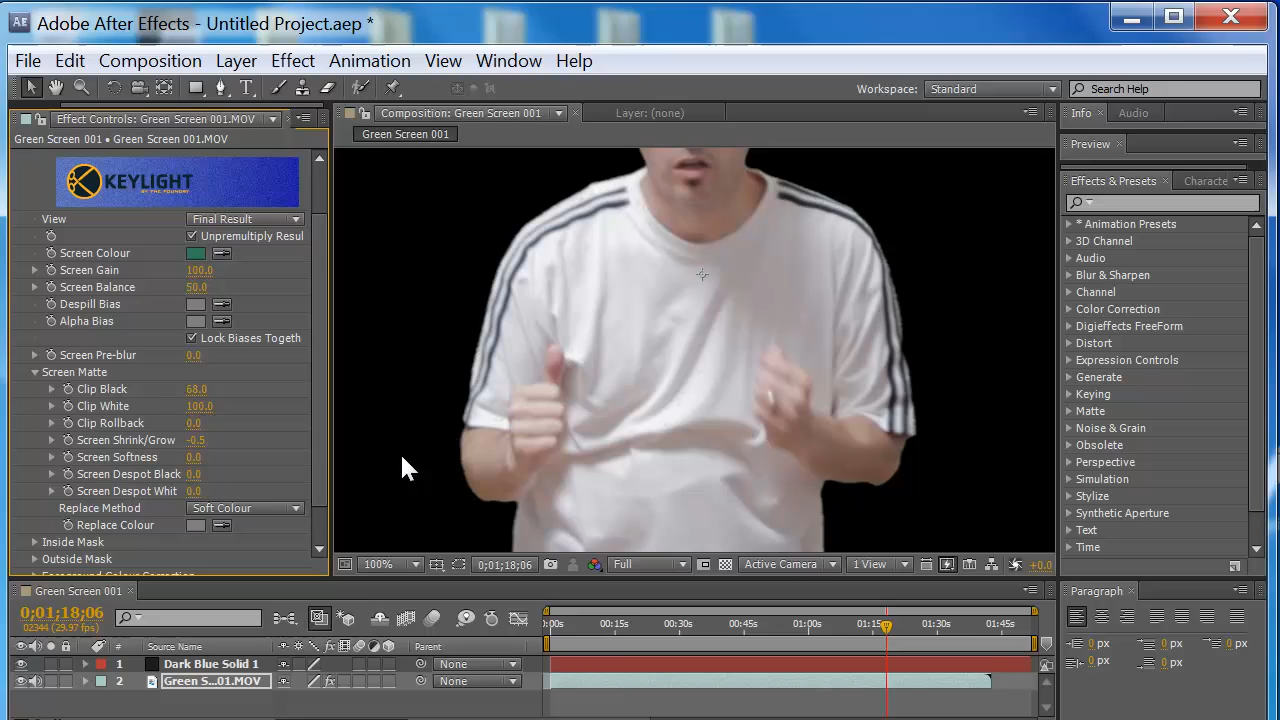 Adobe After Effects - Untitled Project.aep *
File Edit Composition Layer Effect Animation View Window Help
Workspace: Standard Search Help
Effect Controls: Green Screen 001.MOV
Green Screen 001 • Green Screen 001.MOV
KEYLIGHT
BY THE FOUNDRY
View Final Result
Unpremultiply Resul
Screen Colour
Screen Gain 100.0
Screen Balance 50.0
Despill Bias
Alpha Bias
Lock Biases Togeth
Screen Pre-blur 0.0
Screen Matte
Clip Black 68.0
Clip White 100.0
Clip Rollback 0.0
Screen Shrink/Grow -0.5
Screen Softness 0.0
Screen Despot Black 0.0
Screen Despot Whit 0.0
Replace Method Soft Colour
Replace Colour
Inside Mask
Outside Mask
Foreground Colour Correction
Composition: Green Screen 001 Layer: (none)
Green Screen 001
100% 0;01;18;06 Full Active Camera 1 View +0.0
Info Audio
Preview
Effects & Presets Characte
* Animation Presets
3D Channel
Audio
Blur & Sharpen
Channel
Color Correction
Digieffects FreeForm
Distort
Expression Controls
Generate
Keying
Matte
Noise & Grain
Obsolete
Perspective
Simulation
Stylize
Synthetic Aperture
Text
Time
Green Screen 001
0;01;18;06
02344 (29.97 fps)
:00s 00:15s 00:30s 00:45s 01:00s 01:15s 01:30s 01:45s
# Source Name Parent
1 Dark Blue Solid 1 None
2 Green S...01.MOV None
Paragraph
0 px 0 px 0 px
0 px 0 px